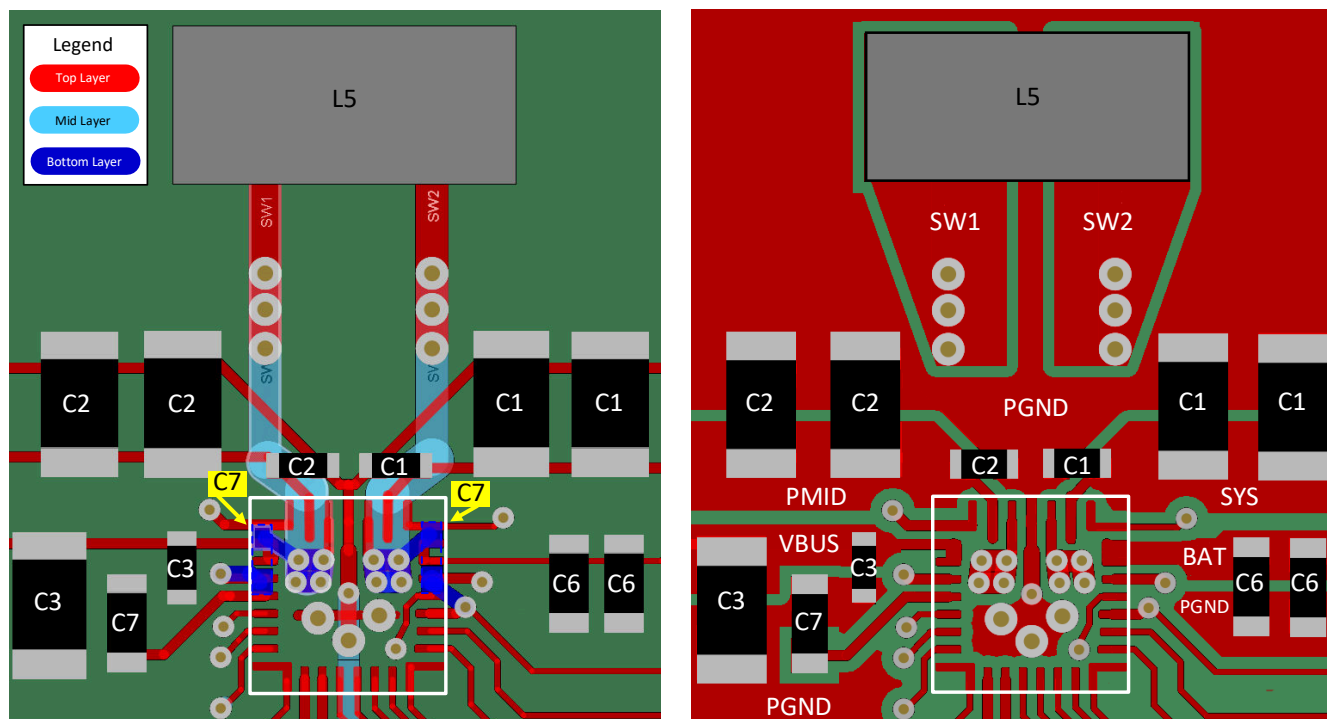 Legend
Top Layer
Mid Layer
Bottom Layer
L5
SW1
SW2
SW
SW
C2
C2
C1
C1
C2
C1
C7
C7
C3
C3
C7
C6
C6
L5
SW1
SW2
C2
C2
C1
C1
PGND
C2
C1
PMID
SYS
VBUS
BAT
C3
C3
C7
C6
C6
PGND
PGND